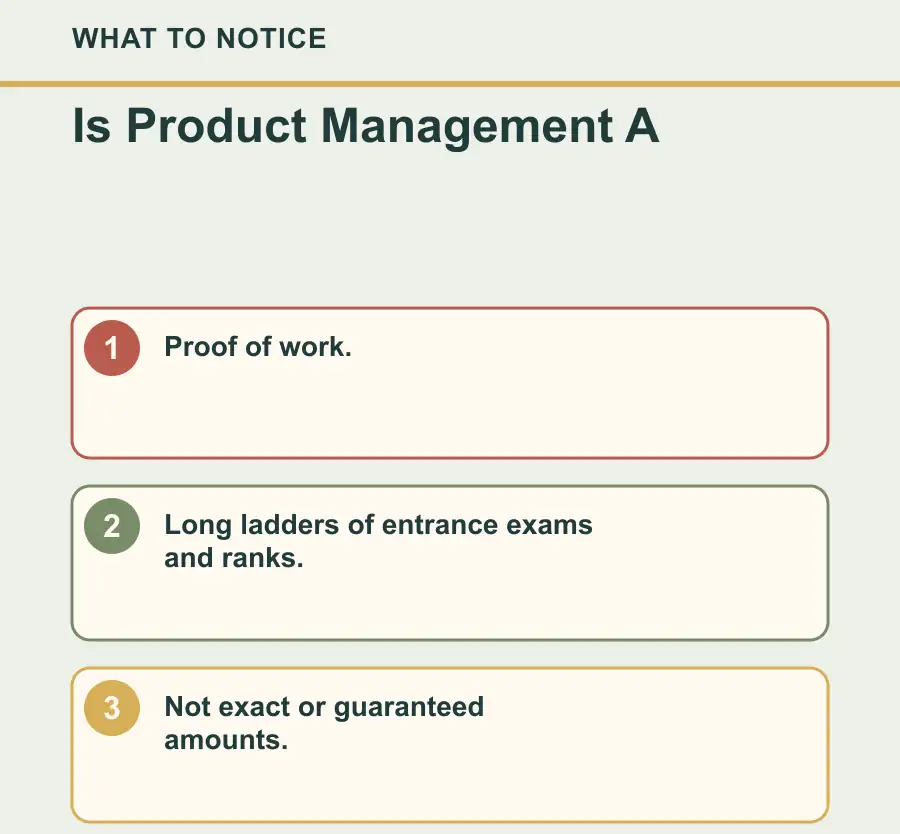 WHAT TO NOTICE
Is Product Management A
1
Proof of work.
2
Long ladders of entrance exams
and ranks.
3
Not exact or guaranteed
amounts.